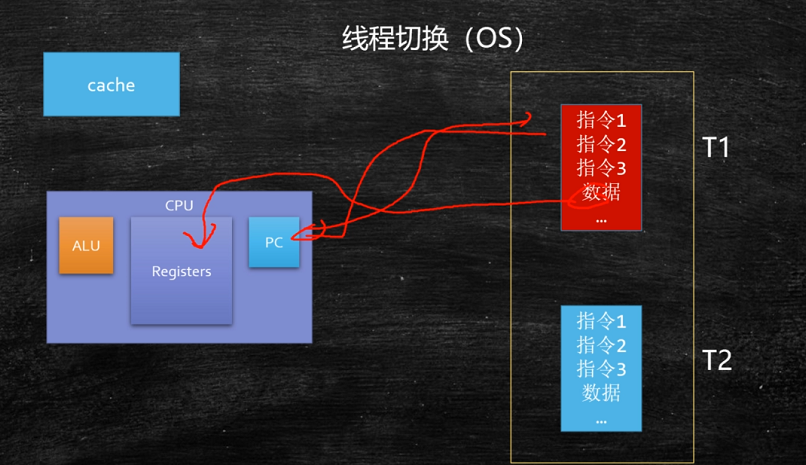 线程切换（OS）
cache
CPU
ALU
Registers
PC
指令1
指令2
指令3
数据
...
T1
指令1
指令2
指令3
数据
...
T2